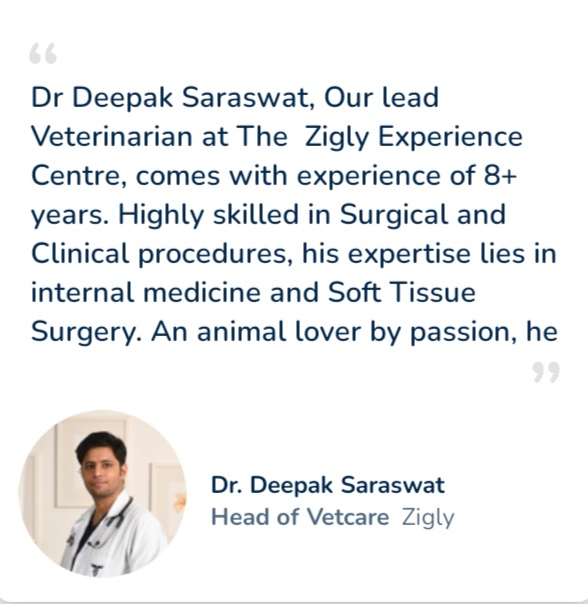 “
Dr Deepak Saraswat, Our lead
Veterinarian at The  Zigly Experience
Centre, comes with experience of 8+
years. Highly skilled in Surgical and
Clinical procedures, his expertise lies in
internal medicine and Soft Tissue
Surgery. An animal lover by passion, he
”
Dr. Deepak Saraswat
Head of Vetcare  Zigly